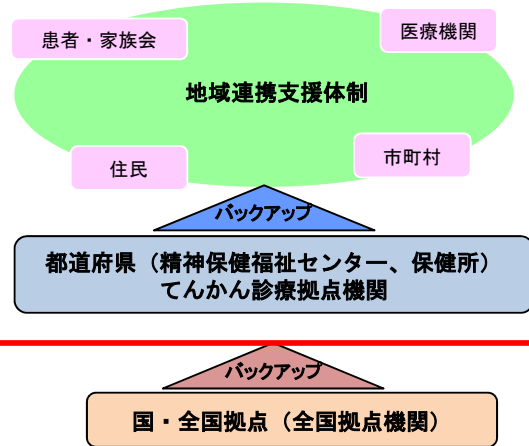 患者・家族会
医療機関
地域連携支援体制
住民
市町村
バックアップ
都道府県（精神保健福祉センター、保健所）
てんかん診療拠点機関
バックアップ
国・全国拠点（全国拠点機関）